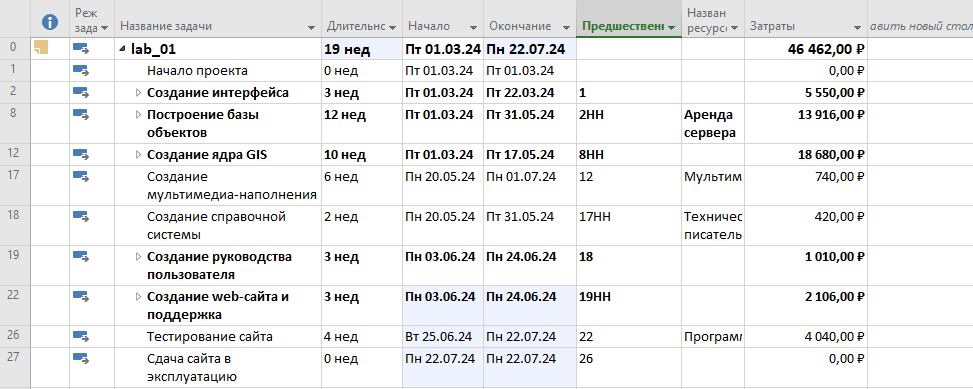 Реж
зада
Название задачи
Длительнс
Начало
Окончание
Предшествен
Назван
ресурс
Затраты
авить новый стол
0 lab_01 19 нед Пт 01.03.24 Пн 22.07.24 46 462,00 ₽
1 Начало проекта 0 нед Пт 01.03.24 Пт 01.03.24 0,00 ₽
2 Создание интерфейса 3 нед Пт 01.03.24 Пт 22.03.24 1 5 550,00 ₽
8 Построение базы 12 нед Пт 01.03.24 Пт 31.05.24 2НН Аренда 13 916,00 ₽
объектов сервера
12 Создание ядра GIS 10 нед Пт 01.03.24 Пт 17.05.24 8НН 18 680,00 ₽
17 Создание 6 нед Пн 20.05.24 Пн 01.07.24 12 Мультим 740,00 ₽
мультимедиа-наполнения
18 Создание справочной 2 нед Пн 20.05.24 Пт 31.05.24 17НН Техничес 420,00 ₽
системы писатель
19 Создание руководства 3 нед Пн 03.06.24 Пн 24.06.24 18 1 010,00 ₽
пользователя
22 Создание web-сайта и 3 нед Пн 03.06.24 Пн 24.06.24 19НН 2 106,00 ₽
поддержка
26 Тестирование сайта 4 нед Вт 25.06.24 Пн 22.07.24 22 Програми 4 040,00 ₽
27 Сдача сайта в 0 нед Пн 22.07.24 Пн 22.07.24 26 0,00 ₽
эксплуатацию